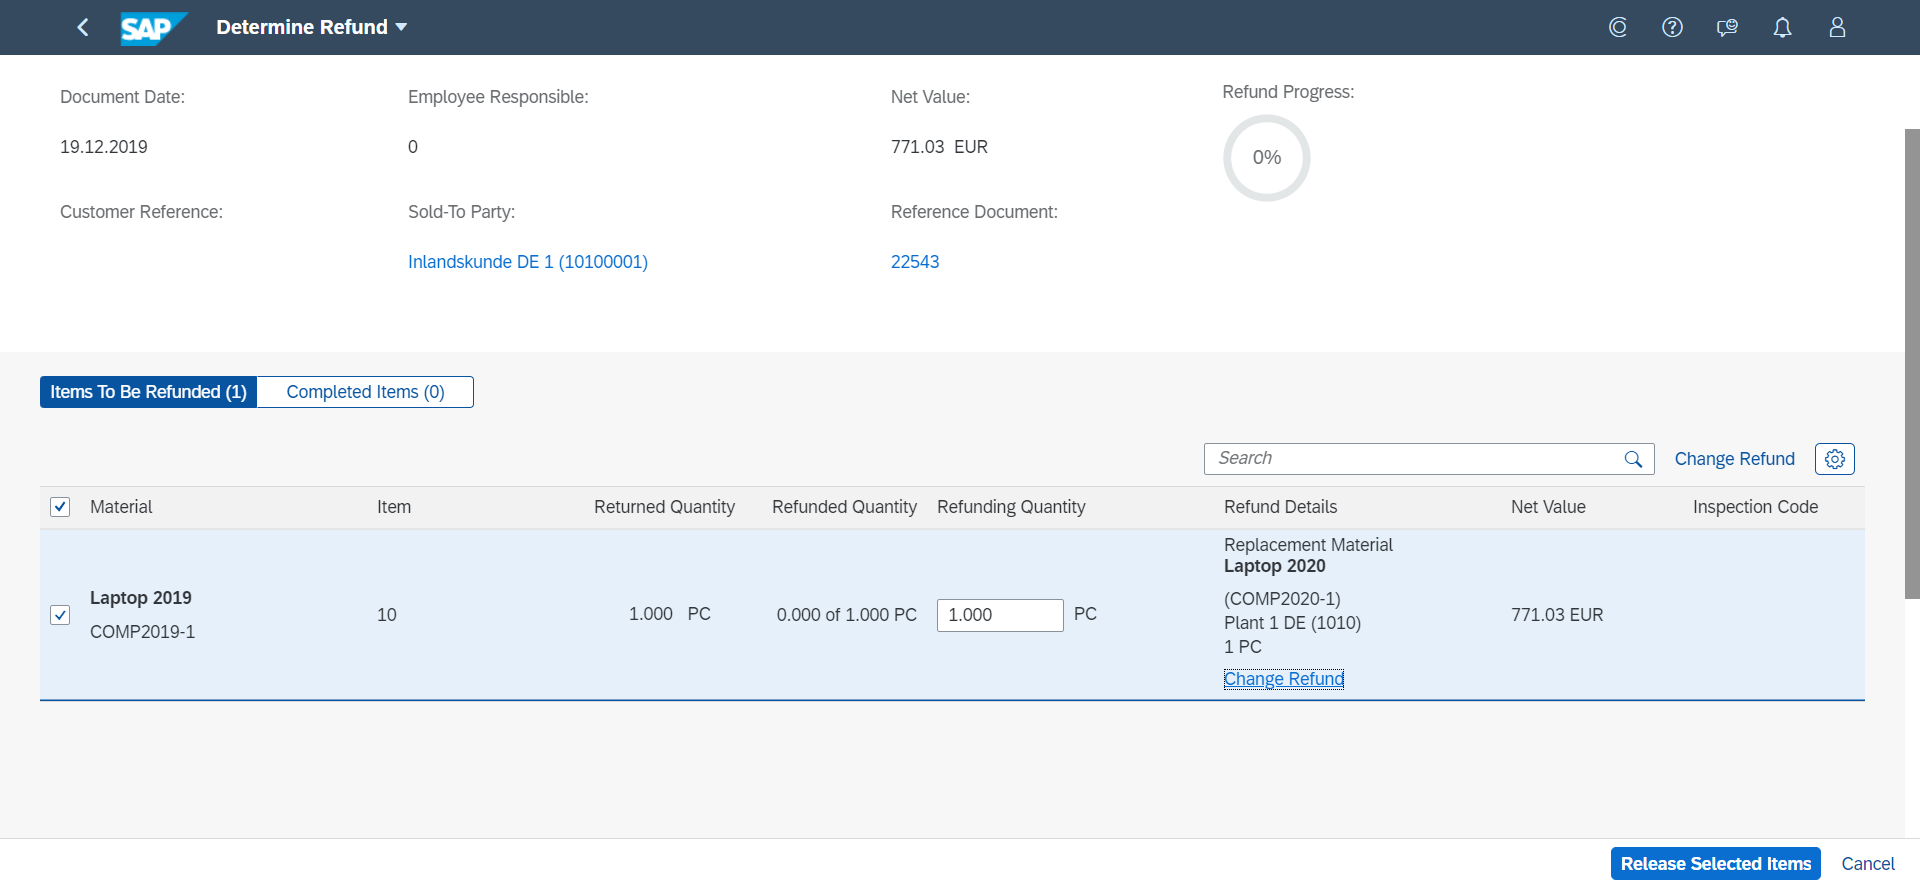 SAP Determine Refund
Document Date:
19.12.2019
Customer Reference:
Employee Responsible:
0
Sold-To Party:
Inlandskunde DE 1 (10100001)
Net Value:
771.03 EUR
Reference Document:
22543
Refund Progress:
0%
Items To Be Refunded (1) Completed Items (0)
Search Change Refund
Material Item Returned Quantity Refunded Quantity Refunding Quantity Refund Details Net Value Inspection Code
Laptop 2019
COMP2019-1
10
1.000 PC
0.000 of 1.000 PC
1.000 PC
Replacement Material
Laptop 2020
(COMP2020-1)
Plant 1 DE (1010)
1 PC
Change Refund
771.03 EUR
Release Selected Items Cancel